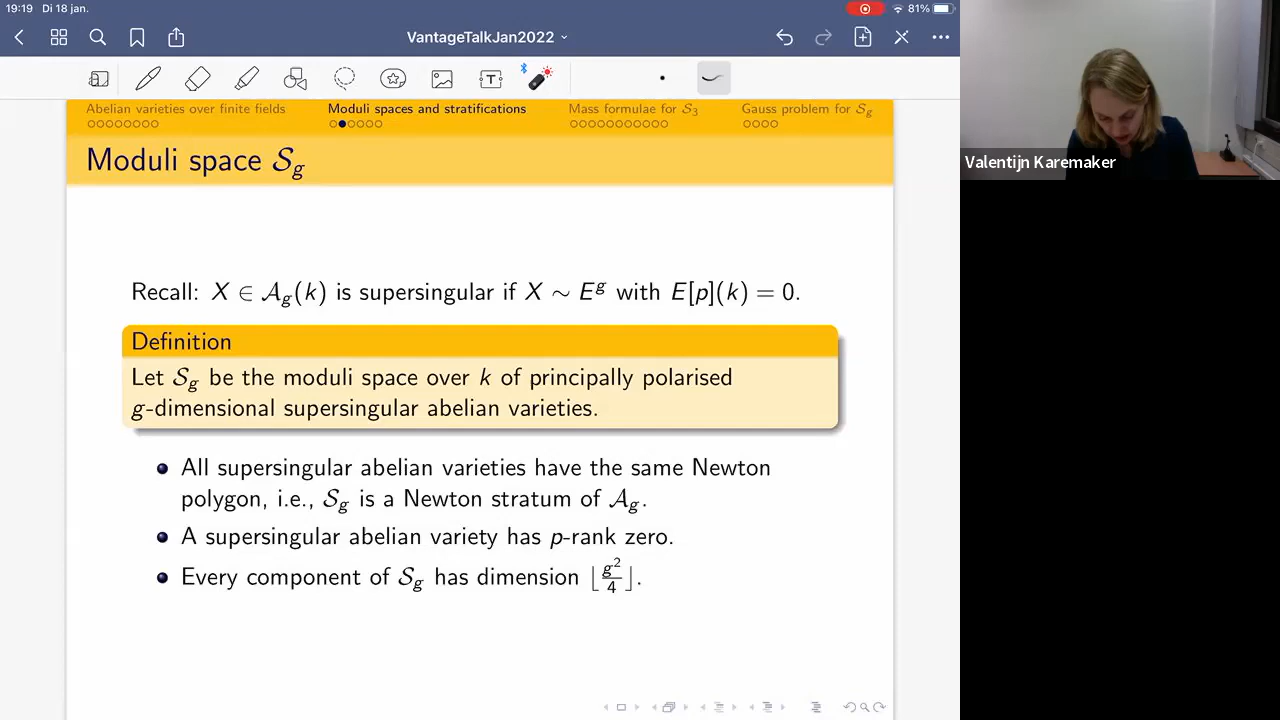 19:19 Di 18 jan.
81%
VantageTalkJan2022
Abelian varieties over finite fields
Moduli spaces and stratifications
Mass formulae for 𝒮₃
Gauss problem for 𝒮_g
Moduli space 𝒮_g
Valentijn Karemaker
Recall: X ∈ 𝒜_g(k) is supersingular if X ∼ E^g with E[p](k) = 0.
Definition
Let 𝒮_g be the moduli space over k of principally polarised
g-dimensional supersingular abelian varieties.
All supersingular abelian varieties have the same Newton
polygon, i.e., 𝒮_g is a Newton stratum of 𝒜_g.
A supersingular abelian variety has p-rank zero.
Every component of 𝒮_g has dimension ⌊g²/4⌋.